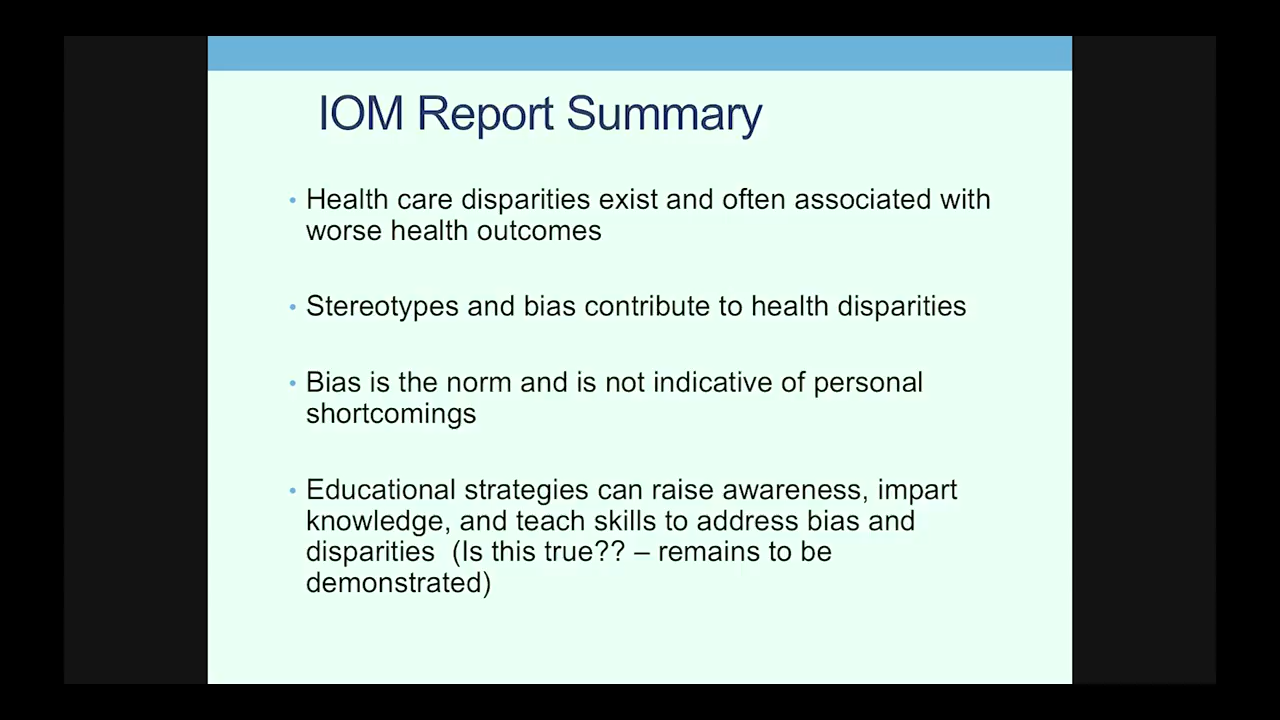 IOM Report Summary
• Health care disparities exist and often associated with
worse health outcomes
• Stereotypes and bias contribute to health disparities
• Bias is the norm and is not indicative of personal
shortcomings
• Educational strategies can raise awareness, impart
knowledge, and teach skills to address bias and
disparities  (Is this true?? – remains to be
demonstrated)